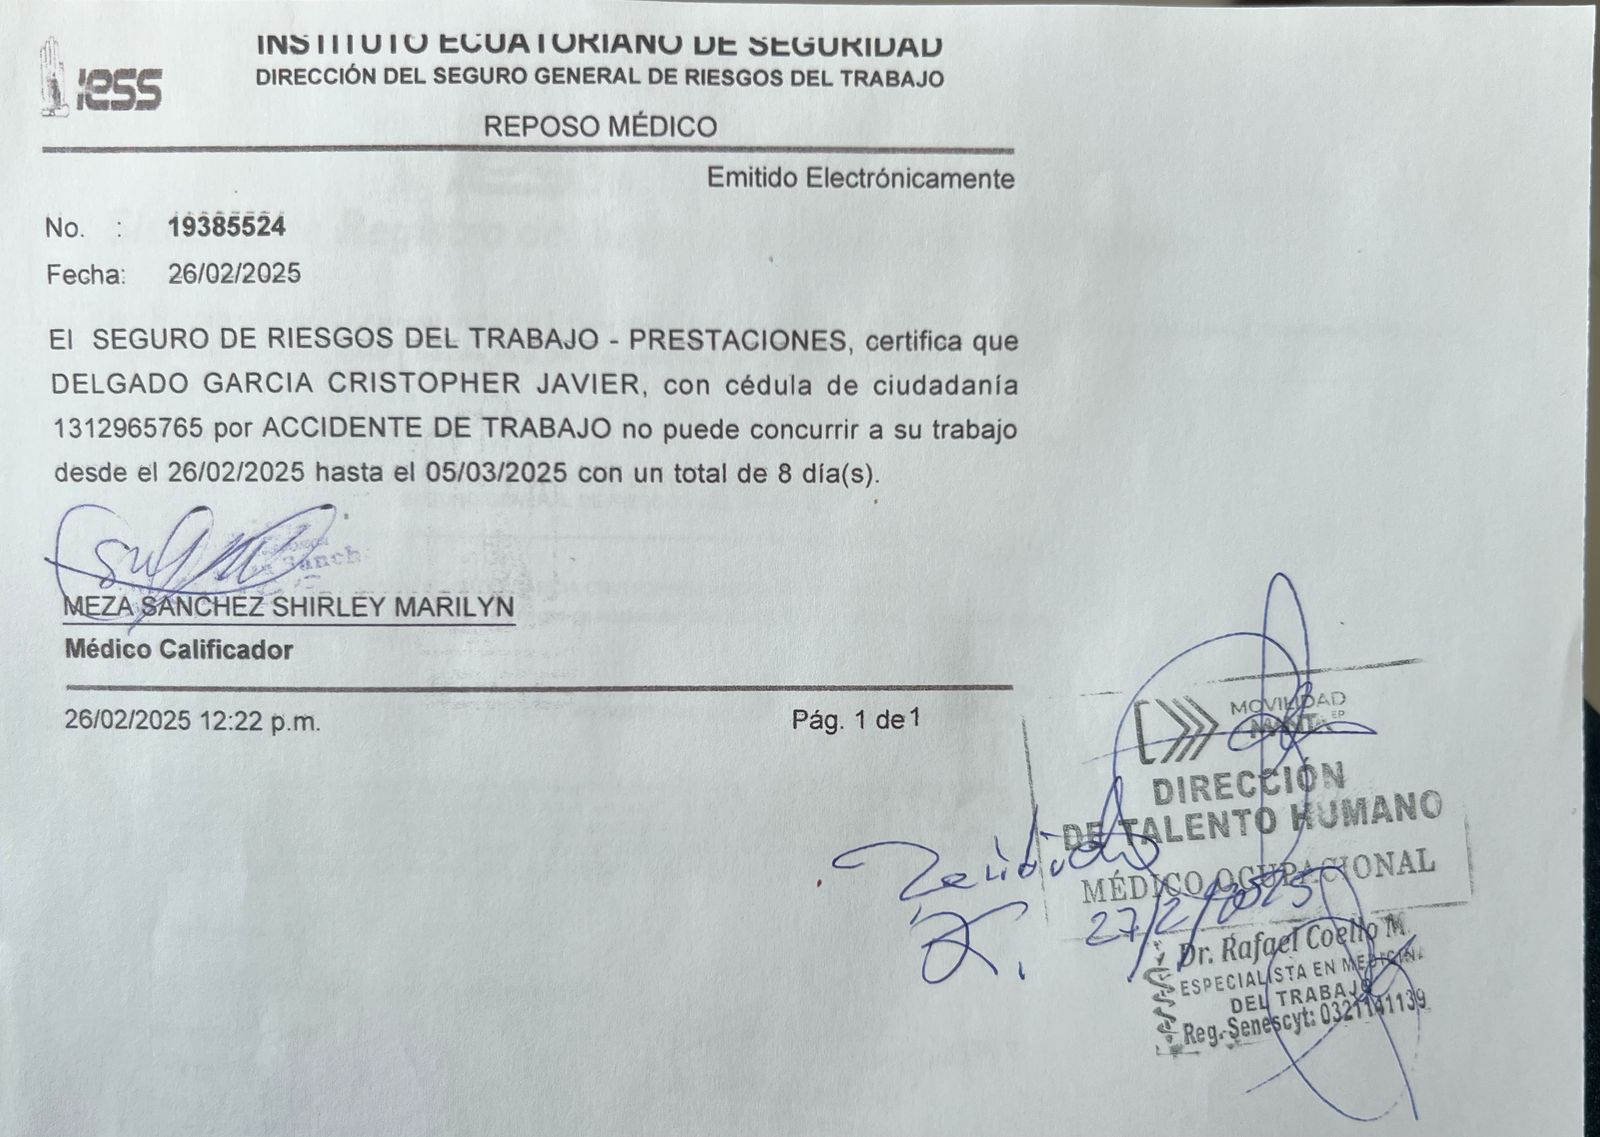 INSTITUTO ECUATORIANO DE SEGURIDAD
iess
DIRECCIÓN DEL SEGURO GENERAL DE RIESGOS DEL TRABAJO
REPOSO MÉDICO
Emitido Electrónicamente
No. : 19385524
Fecha: 26/02/2025
El SEGURO DE RIESGOS DEL TRABAJO - PRESTACIONES, certifica que
DELGADO GARCIA CRISTOPHER JAVIER, con cédula de ciudadanía
1312965765 por ACCIDENTE DE TRABAJO no puede concurrir a su trabajo
desde el 26/02/2025 hasta el 05/03/2025 con un total de 8 día(s).
MEZA SANCHEZ SHIRLEY MARILYN
Médico Calificador
26/02/2025 12:22 p.m. Pág. 1 de 1
MOVILIDAD
MANTA EP
DIRECCIÓN
DE TALENTO HUMANO
MÉDICO OCUPACIONAL
27/2/2025
Dr. Rafael Coello M.
ESPECIALISTA EN MEDICINA
DEL TRABAJO
Reg. Senescyt: 0321141139